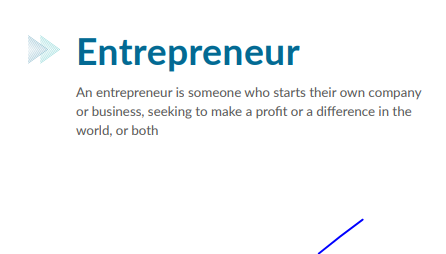 Entrepreneur
An entrepreneur is someone who starts their own company
or business, seeking to make a profit or a difference in the
world, or both